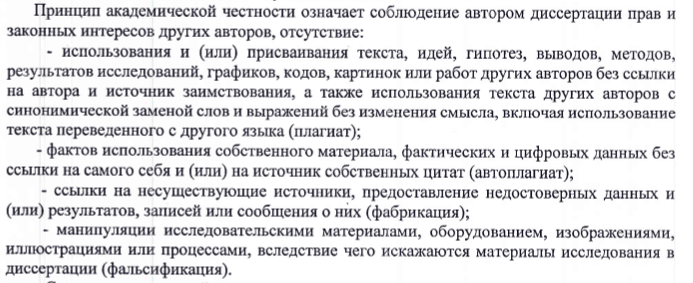 Принцип академической честности означает соблюдение автором диссертации прав и
законных интересов других авторов, отсутствие:
- использования и (или) присваивания текста, идей, гипотез, выводов, методов,
результатов исследований, графиков, кодов, картинок или работ других авторов без ссылки
на автора и источник заимствования, а также использования текста других авторов с
синонимической заменой слов и выражений без изменения смысла, включая использование
текста переведенного с другого языка (плагиат);
- фактов использования собственного материала, фактических и цифровых данных без
ссылки на самого себя и (или) на источник собственных цитат (автоплагиат);
- ссылки на несуществующие источники, предоставление недостоверных данных и
(или) результатов, записей или сообщения о них (фабрикация);
- манипуляции исследовательскими материалами, оборудованием, изображениями,
иллюстрациями или процессами, вследствие чего искажаются материалы исследования в
диссертации (фальсификация).